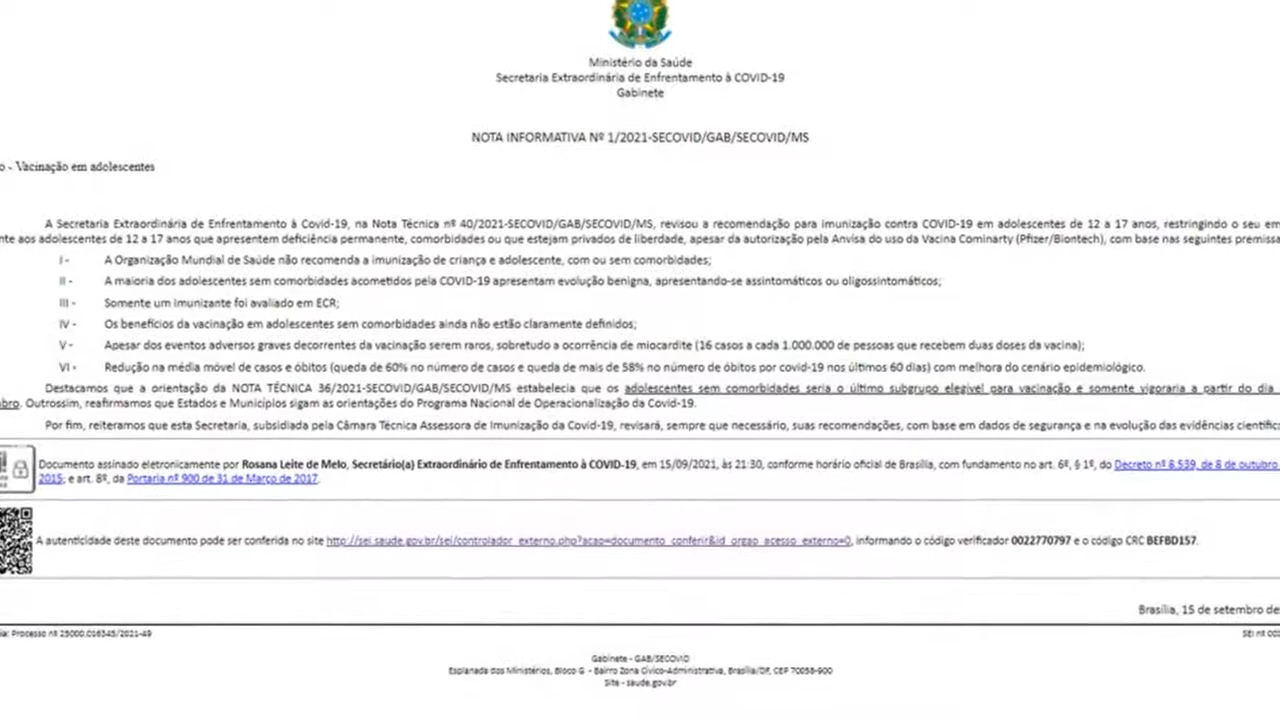 Ministério da Saúde
Secretaria Extraordinária de Enfrentamento à COVID-19
Gabinete
NOTA INFORMATIVA Nº 1/2021-SECOVID/GAB/SECOVID/MS
o - Vacinação em adolescentes
A Secretaria Extraordinária de Enfrentamento à Covid-19, na Nota Técnica nº 40/2021-SECOVID/GAB/SECOVID/MS, revisou a recomendação para imunização contra COVID-19 em adolescentes de 12 a 17 anos, restringindo o seu em
nte aos adolescentes de 12 a 17 anos que apresentem deficiência permanente, comorbidades ou que estejam privados de liberdade, apesar da autorização pela Anvisa do uso da Vacina Cominarty (Pfizer/Biontech), com base nas seguintes premissa
I - A Organização Mundial de Saúde não recomenda a imunização de criança e adolescente, com ou sem comorbidades;
II - A maioria dos adolescentes sem comorbidades acometidos pela COVID-19 apresentam evolução benigna, apresentando-se assintomáticos ou oligossintomáticos;
III - Somente um imunizante foi avaliado em ECR;
IV - Os benefícios da vacinação em adolescentes sem comorbidades ainda não estão claramente definidos;
V - Apesar dos eventos adversos graves decorrentes da vacinação serem raros, sobretudo a ocorrência de miocardite (16 casos a cada 1.000.000 de pessoas que recebem duas doses da vacina);
VI - Redução na média móvel de casos e óbitos (queda de 60% no número de casos e queda de mais de 58% no número de óbitos por covid-19 nos últimos 60 dias) com melhora do cenário epidemiológico.
Destacamos que a orientação da NOTA TÉCNICA 36/2021-SECOVID/GAB/SECOVID/MS estabelecia que os adolescentes sem comorbidades seria o último subgrupo elegível para vacinação e somente vigoraria a partir do dia
ubro. Outrossim, reafirmamos que Estados e Municípios sigam as orientações do Programa Nacional de Operacionalização da Covid-19.
Por fim, reiteramos que esta Secretaria, subsidiada pela Câmara Técnica Assessora de Imunização da Covid-19, revisará, sempre que necessário, suas recomendações, com base em dados de segurança e na evolução das evidências científic
Documento assinado eletronicamente por Rosana Leite de Melo, Secretário(a) Extraordinário de Enfrentamento à COVID-19, em 15/09/2021, às 21:30, conforme horário oficial de Brasília, com fundamento no art. 6º, § 1º, do Decreto nº 8.539, de 8 de outubro
2015; e art. 8º, da Portaria nº 900 de 31 de Março de 2017.
A autenticidade deste documento pode ser conferida no site http://sei.saude.gov.br/sei/controlador_externo.php?acao=documento_conferir&id_orgao_acesso_externo=0, informando o código verificador 0022770797 e o código CRC BEFBD157.
Brasília, 15 de setembro de
ia: Processo nº 25000.016345/2021-49
SEI nº 002
Gabinete - GAB/SECOVID
Esplanada dos Ministérios, Bloco G - Bairro Zona Cívico-Administrativa, Brasília/DF, CEP 70058-900
Site - saude.gov.br